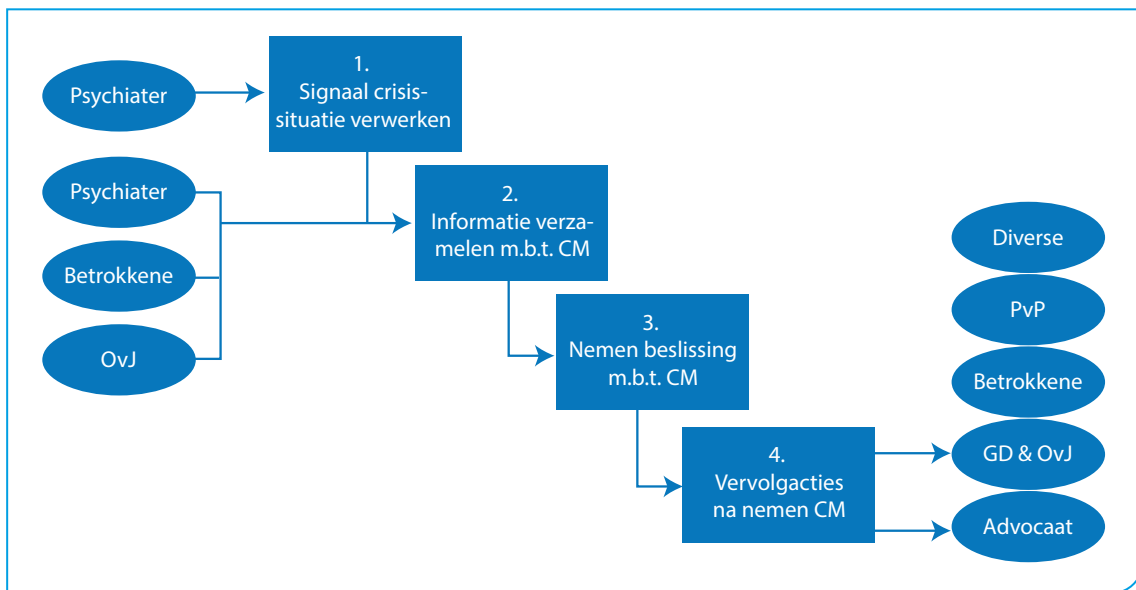 Psychiater
1.
Signaal crisis-
situatie verwerken
Psychiater
Betrokkene
OvJ
2.
Informatie verza-
melen m.b.t. CM
3.
Nemen beslissing
m.b.t. CM
4.
Vervolgacties
na nemen CM
Diverse
PvP
Betrokkene
GD & OvJ
Advocaat